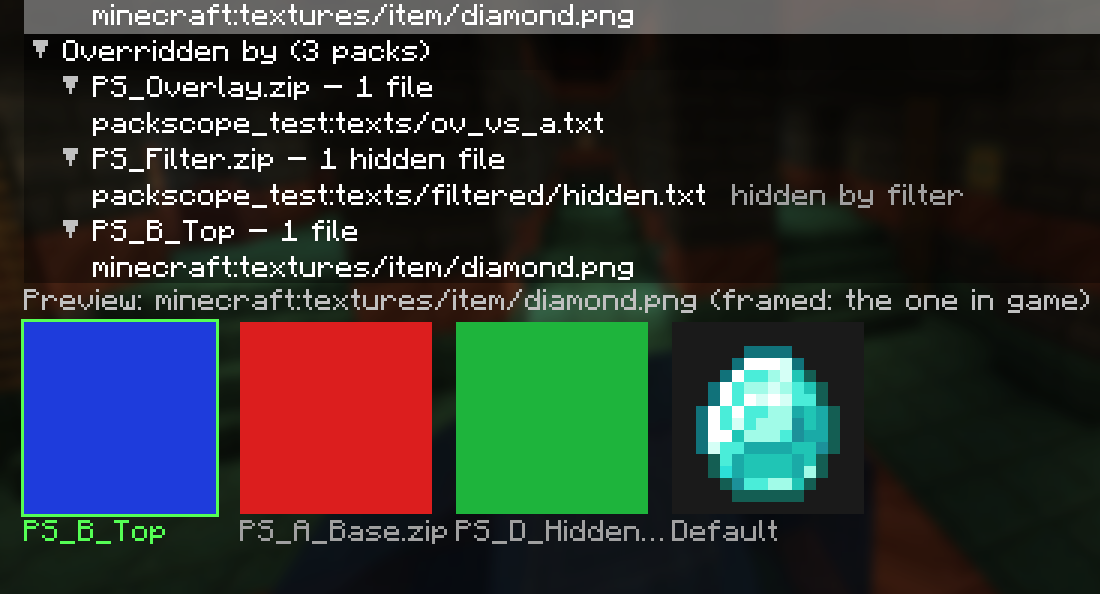 minecraft:textures/item/diamond.png
▼ Overridden by (3 packs)
▼ PS_Overlay.zip — 1 file
packscope_test:texts/ov_vs_a.txt
▼ PS_Filter.zip — 1 hidden file
packscope_test:texts/filtered/hidden.txt hidden by filter
▼ PS_B_Top — 1 file
minecraft:textures/item/diamond.png
Preview: minecraft:textures/item/diamond.png (framed: the one in game)
PS_B_Top PS_A_Base.zip PS_D_Hidden... Default